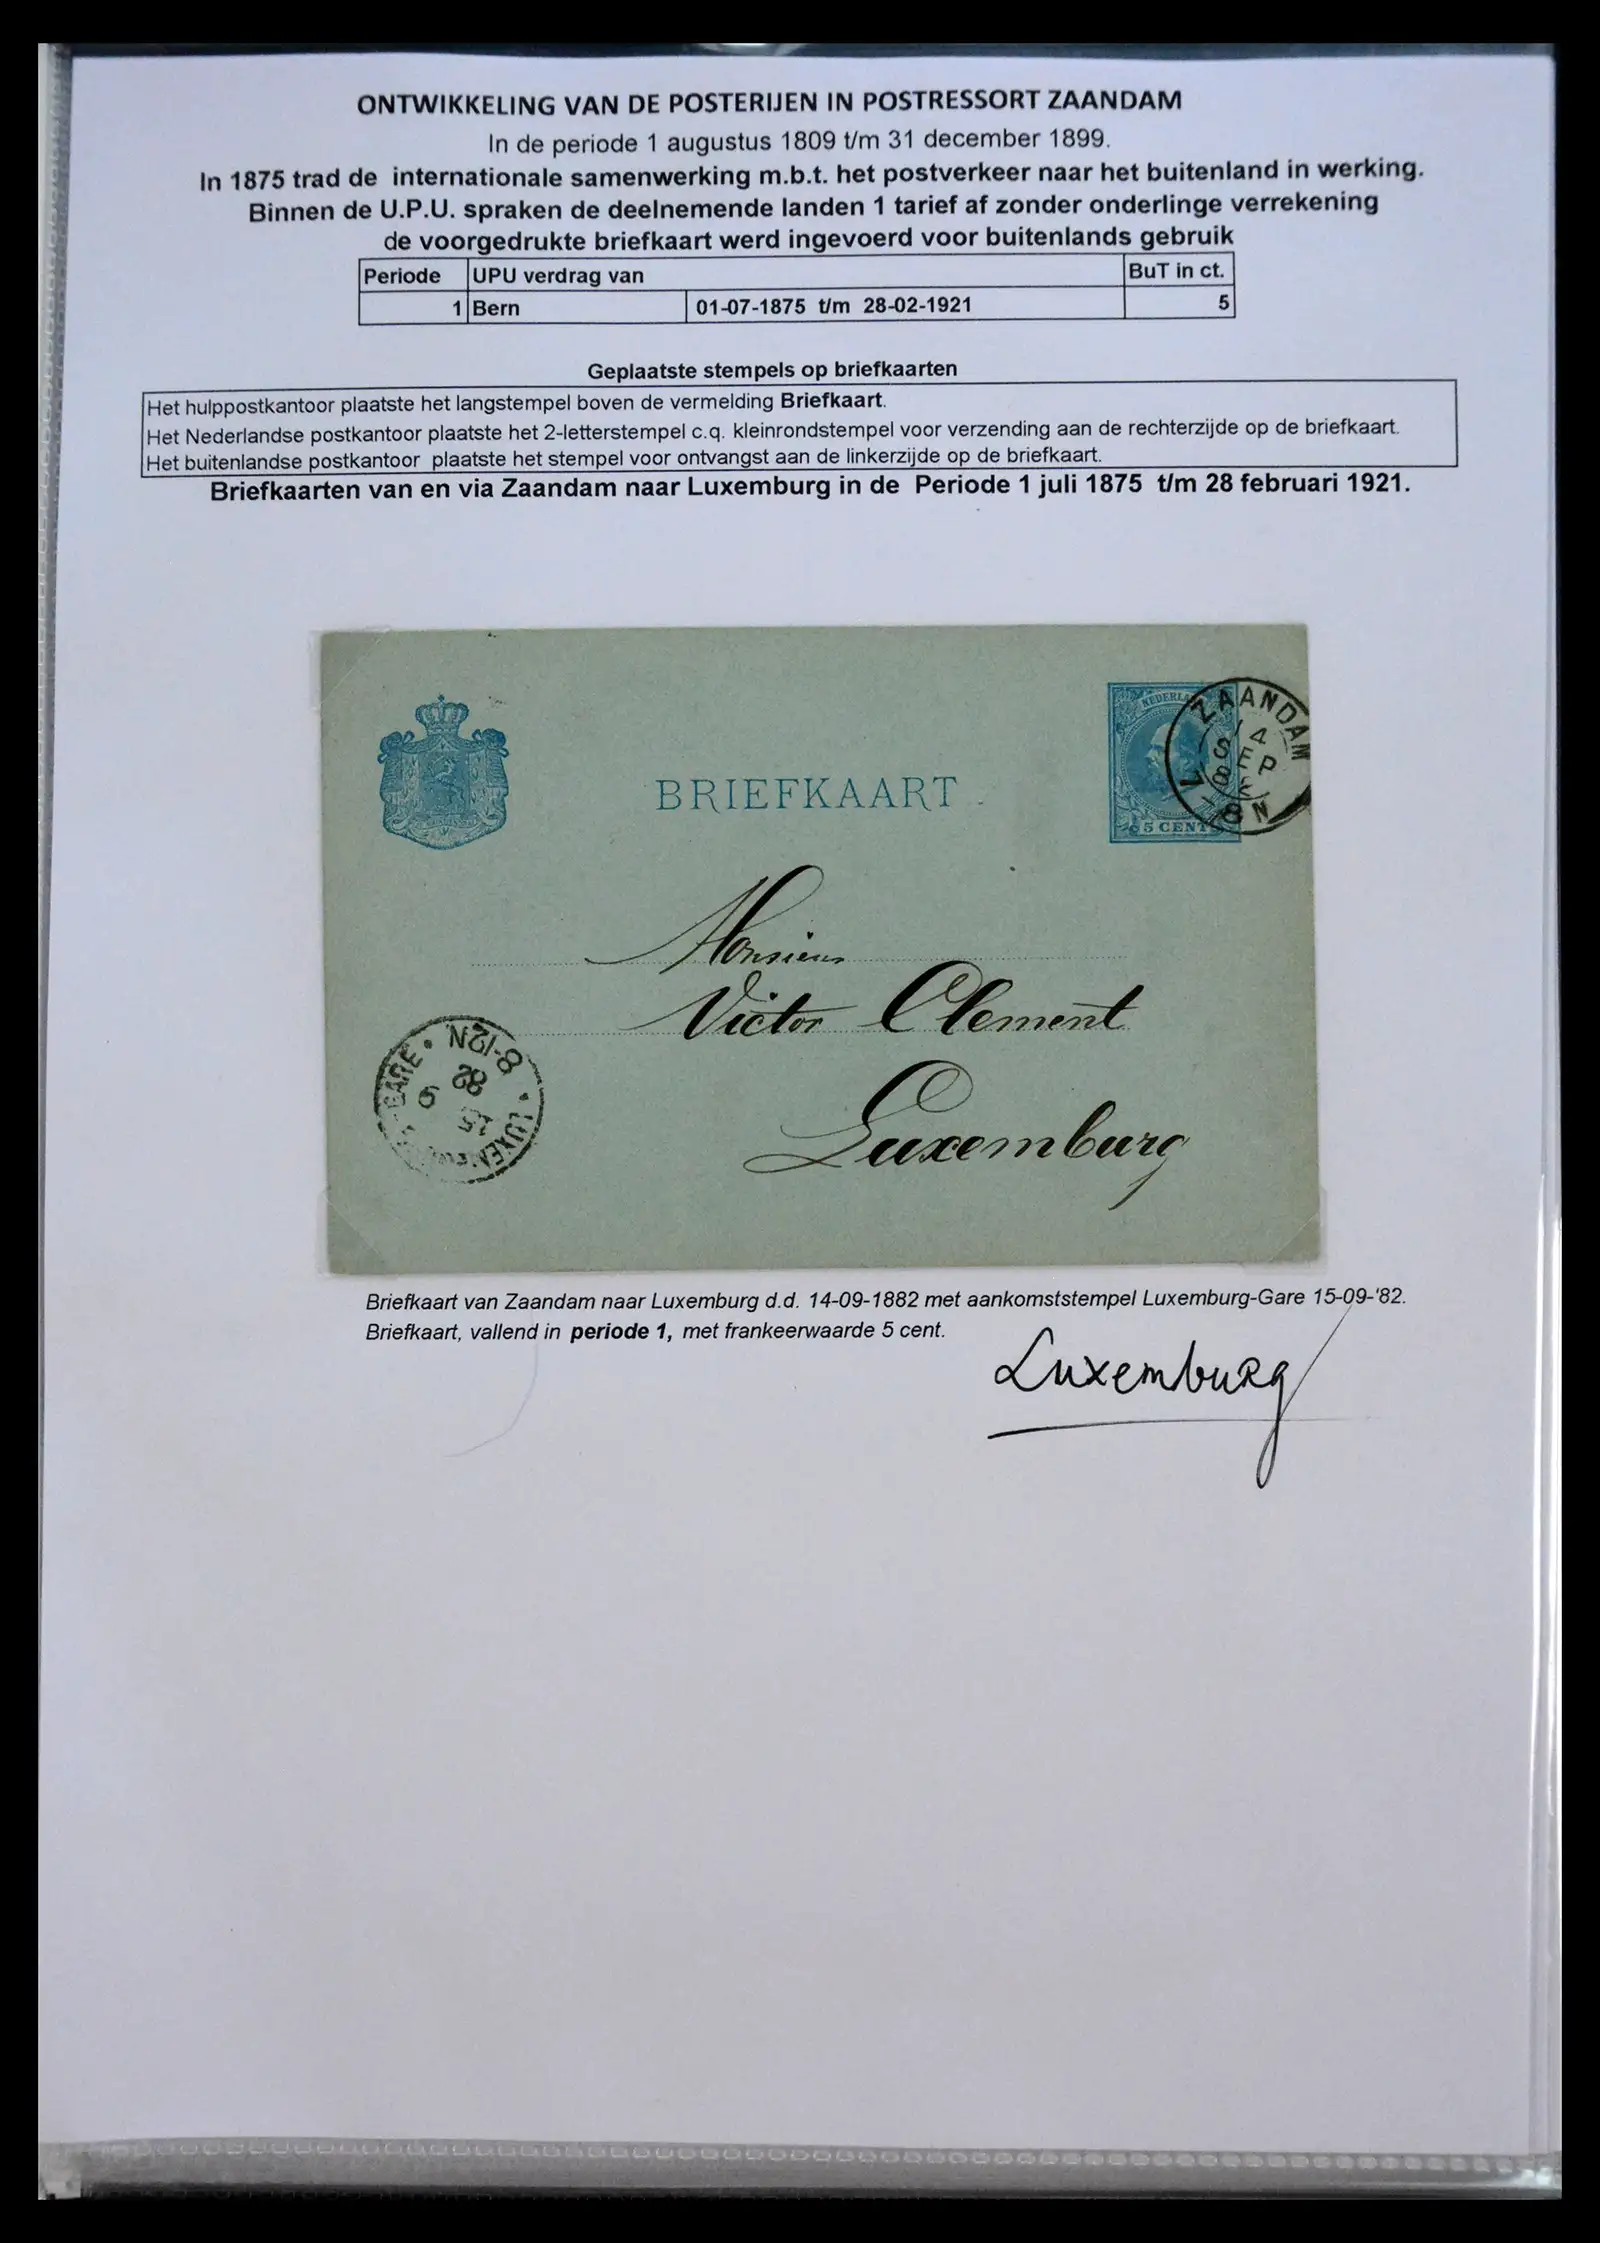 ONTWIKKELING VAN DE POSTERIJEN IN POSTRESSORT ZAANDAM
In de periode 1 augustus 1809 t/m 31 december 1899.
In 1875 trad de internationale samenwerking m.b.t. het postverkeer naar het buitenland in werking.
Binnen de U.P.U. spraken de deelnemende landen 1 tarief af zonder onderlinge verrekening
de voorgedrukte briefkaart werd ingevoerd voor buitenlands gebruik
Periode UPU verdrag van BuT in ct.
1 Bern 01-07-1875 t/m 28-02-1921 5
Geplaatste stempels op briefkaarten
Het hulppostkantoor plaatste het langstempel boven de vermelding Briefkaart.
Het Nederlandse postkantoor plaatste het 2-letterstempel c.q. kleinrondstempel voor verzending aan de rechterzijde op de briefkaart.
Het buitenlandse postkantoor plaatste het stempel voor ontvangst aan de linkerzijde op de briefkaart.
Briefkaarten van en via Zaandam naar Luxemburg in de Periode 1 juli 1875 t/m 28 februari 1921.
ZAANDAM
14
SEP
8N
5 CENT
BRIEFKAART
Monsieur
Victor Clement
Luxemburg
8-12N
GARE
15 9
82
Briefkaart van Zaandam naar Luxemburg d.d. 14-09-1882 met aankomststempel Luxemburg-Gare 15-09-'82.
Briefkaart, vallend in periode 1, met frankeerwaarde 5 cent.
Luxemburg